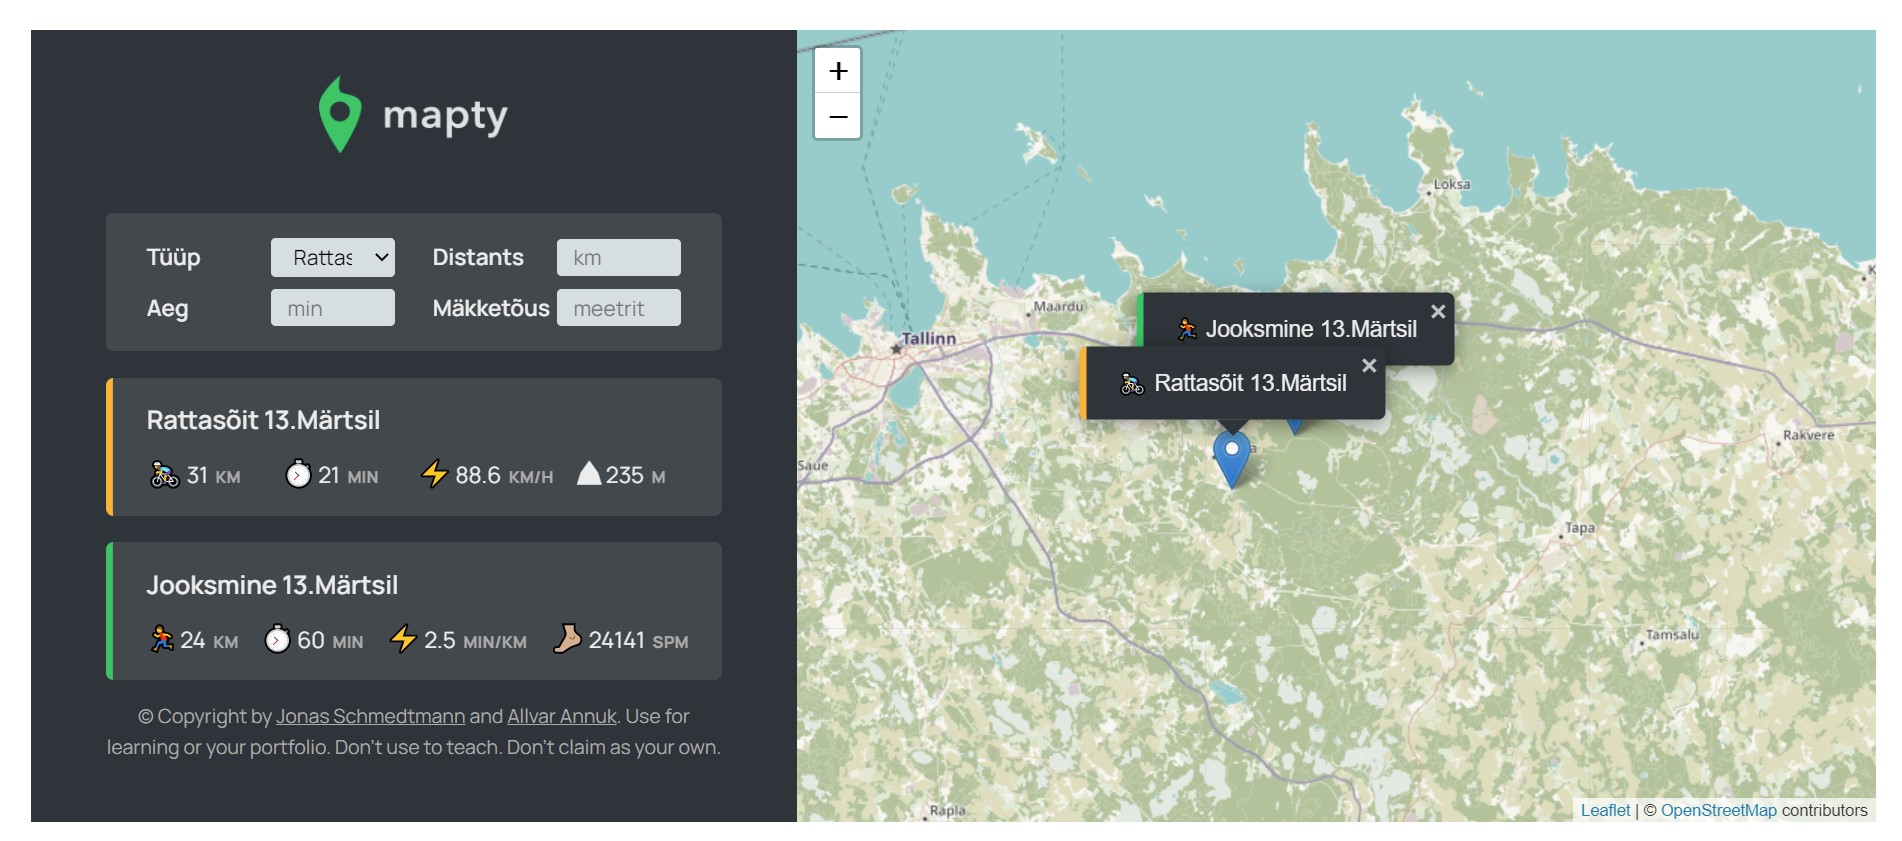 mapty
Tüüp Rattas Distants km
Aeg min Mäkketõus meetrit
Rattasõit 13.Märtsil
31 KM 21 MIN 88.6 KM/H 235 M
Jooksmine 13.Märtsil
24 KM 60 MIN 2.5 MIN/KM 24141 SPM
© Copyright by Jonas Schmedtmann and Allvar Annuk. Use for
learning or your portfolio. Don't use to teach. Don't claim as your own.
+
−
Loksa
Maardu
Tallinn
Jooksmine 13.Märtsil ×
Rattasõit 13.Märtsil ×
Saue
Rakvere
Tapa
Tamsalu
Rapla
Leaflet | © OpenStreetMap contributors